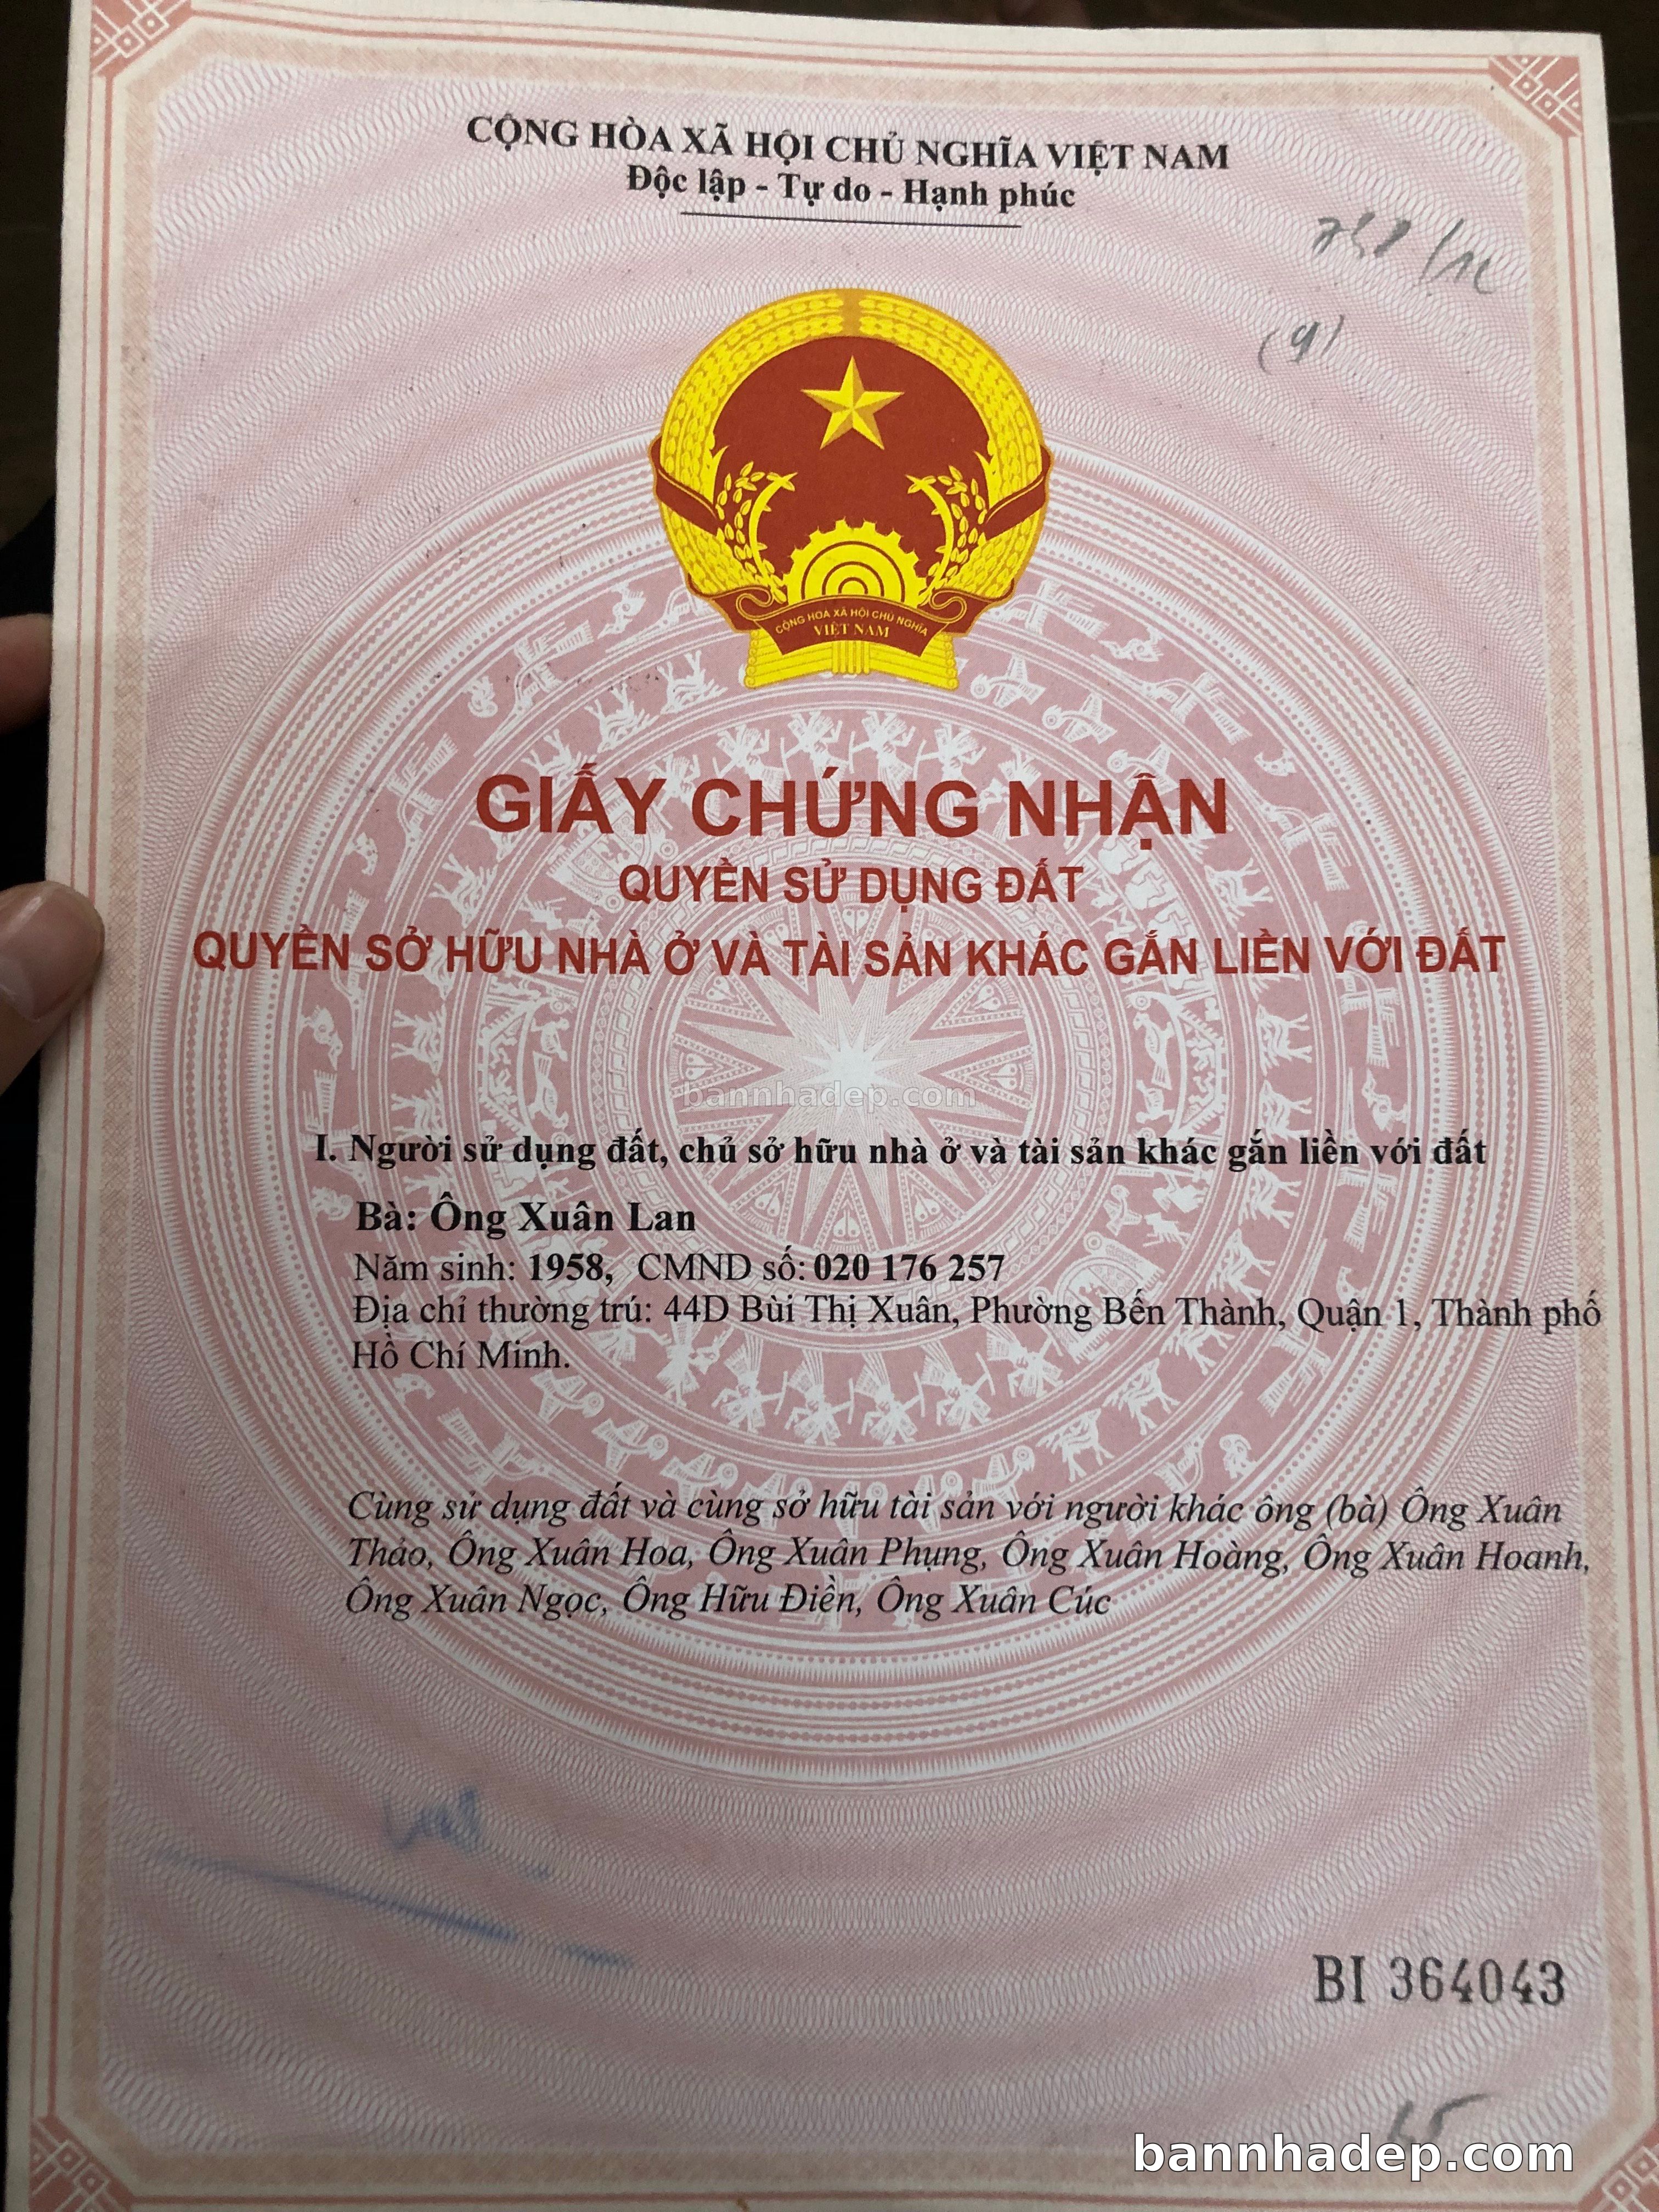 CỘNG HÒA XÃ HỘI CHỦ NGHĨA VIỆT NAM
Độc lập - Tự do - Hạnh phúc
(9)
CỘNG HÒA XÃ HỘI CHỦ NGHĨA
VIỆT NAM
GIẤY CHỨNG NHẬN
QUYỀN SỬ DỤNG ĐẤT
QUYỀN SỞ HỮU NHÀ Ở VÀ TÀI SẢN KHÁC GẮN LIỀN VỚI ĐẤT
bannhadep.com
I. Người sử dụng đất, chủ sở hữu nhà ở và tài sản khác gắn liền với đất
Bà: Ông Xuân Lan
Năm sinh: 1958, CMND số: 020 176 257
Địa chỉ thường trú: 44D Bùi Thị Xuân, Phường Bến Thành, Quận 1, Thành phố
Hồ Chí Minh.
Cùng sử dụng đất và cùng sở hữu tài sản với người khác ông (bà) Ông Xuân
Thảo, Ông Xuân Hoa, Ông Xuân Phụng, Ông Xuân Hoàng, Ông Xuân Hoanh,
Ông Xuân Ngọc, Ông Hữu Điền, Ông Xuân Cúc
BI 364043
bannhadep.com